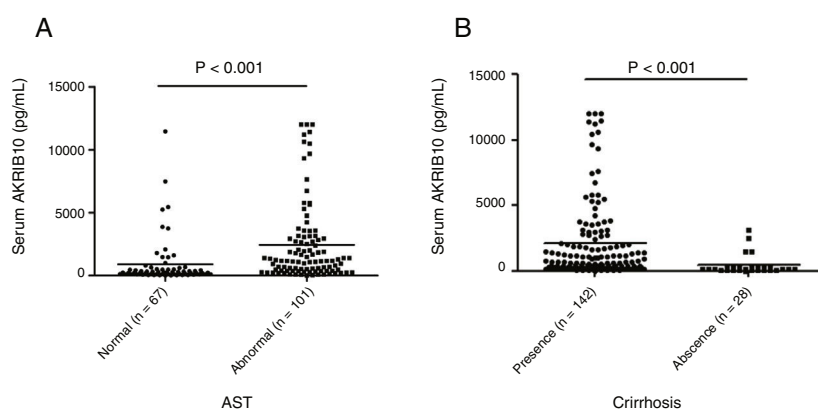 A
P < 0.001
Serum AKRIB10 (pg/mL)
15000
10000
5000
0
Normal (n = 67)
Abnormal (n = 101)
AST
B
P < 0.001
Serum AKRIB10 (pg/mL)
15000
10000
5000
0
Presence (n = 142)
Abscence (n = 28)
Crirrhosis